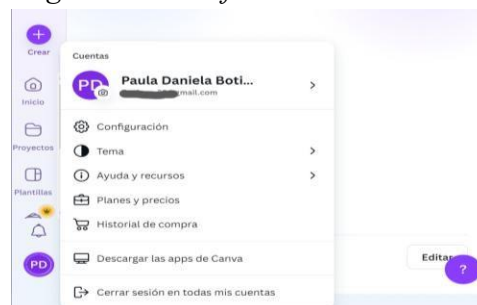 Crear
Inicio
Proyectos
Plantillas
PD
Cuentas
PD
Paula Daniela Boti...
gmail.com
Configuración
Tema
Ayuda y recursos
Planes y precios
Historial de compra
Descargar las apps de Canva
Cerrar sesión en todas mis cuentas
Editar
?